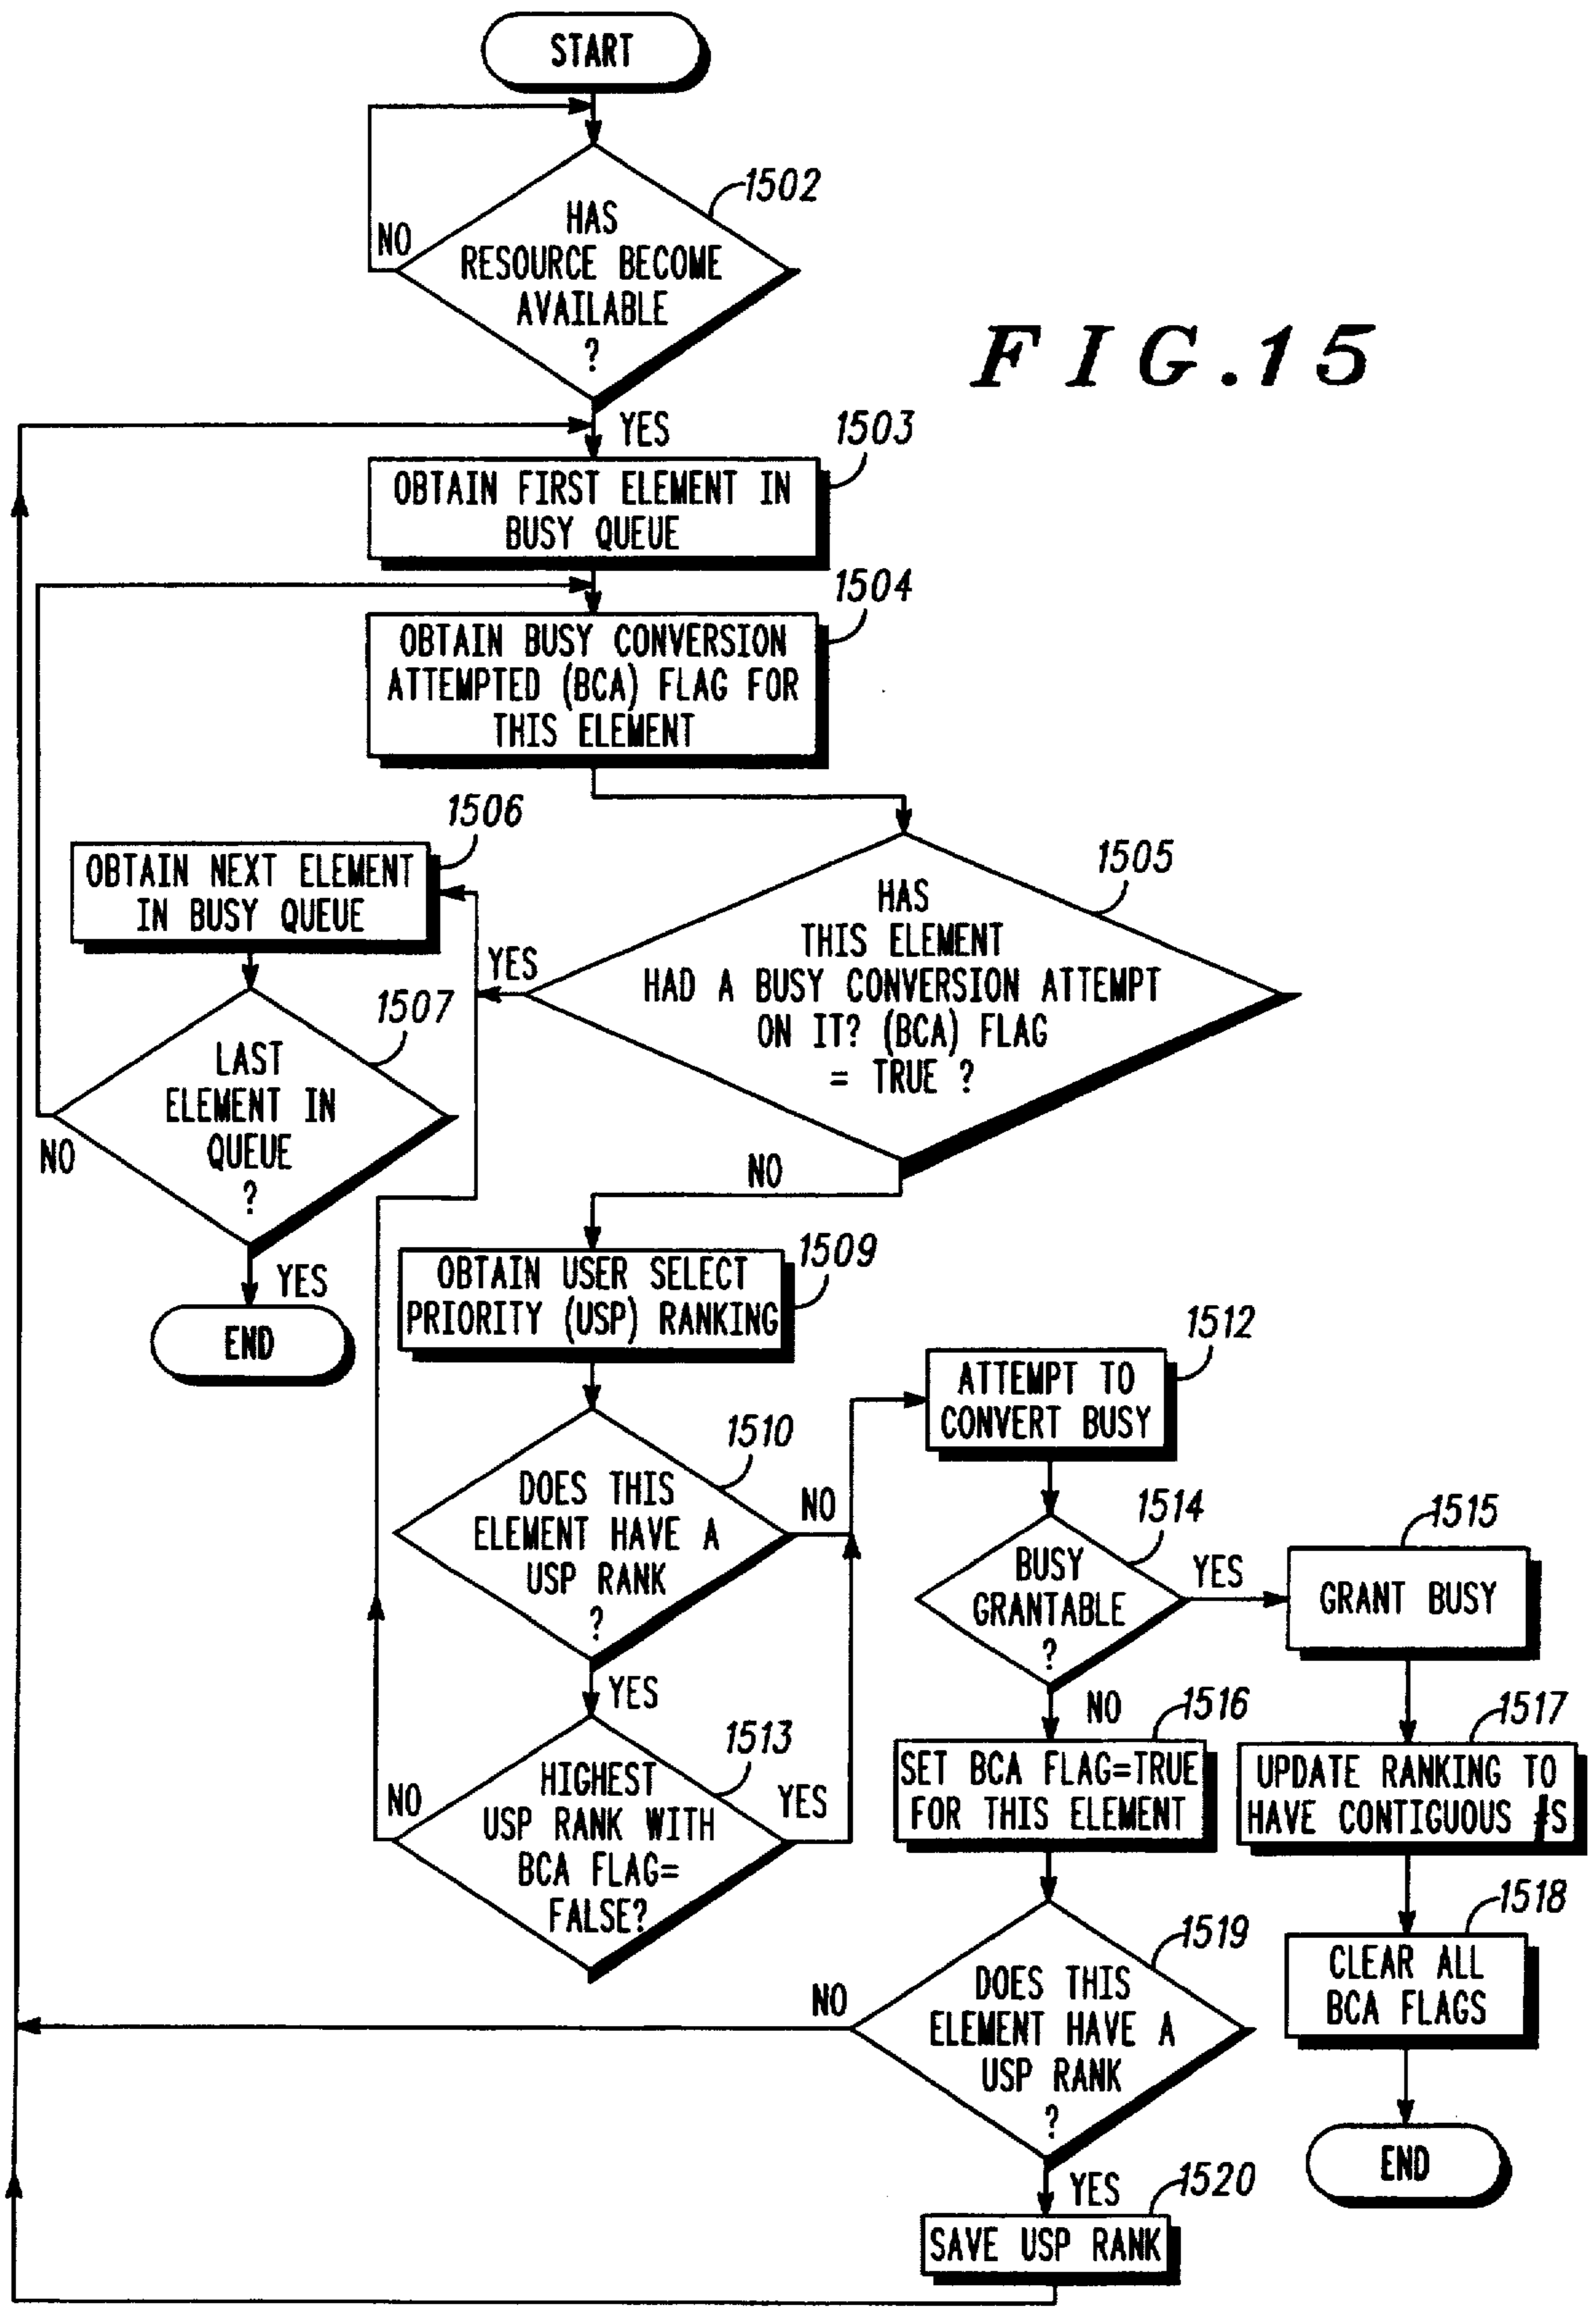 START
1502
HAS
RESOURCE BECOME
AVAILABLE
?
NO
FIG.15
YES
1503
OBTAIN FIRST ELEMENT IN
BUSY QUEUE
1504
OBTAIN BUSY CONVERSION
ATTEMPTED (BCA) FLAG FOR
THIS ELEMENT
1506
OBTAIN NEXT ELEMENT
IN BUSY QUEUE
1505
HAS
THIS ELEMENT
HAD A BUSY CONVERSION ATTEMPT
ON IT? (BCA) FLAG
= TRUE ?
YES
1507
LAST
ELEMENT IN
QUEUE
?
NO
YES
END
NO
1509
OBTAIN USER SELECT
PRIORITY (USP) RANKING
1510
DOES THIS
ELEMENT HAVE A
USP RANK
?
NO
YES
1512
ATTEMPT TO
CONVERT BUSY
1513
HIGHEST
USP RANK WITH
BCA FLAG=
FALSE?
NO
YES
1514
BUSY
GRANTABLE
?
YES
NO
1515
GRANT BUSY
1516
SET BCA FLAG=TRUE
FOR THIS ELEMENT
1517
UPDATE RANKING TO
HAVE CONTIGUOUS #S
1518
CLEAR ALL
BCA FLAGS
END
1519
DOES THIS
ELEMENT HAVE A
USP RANK
?
NO
YES
1520
SAVE USP RANK